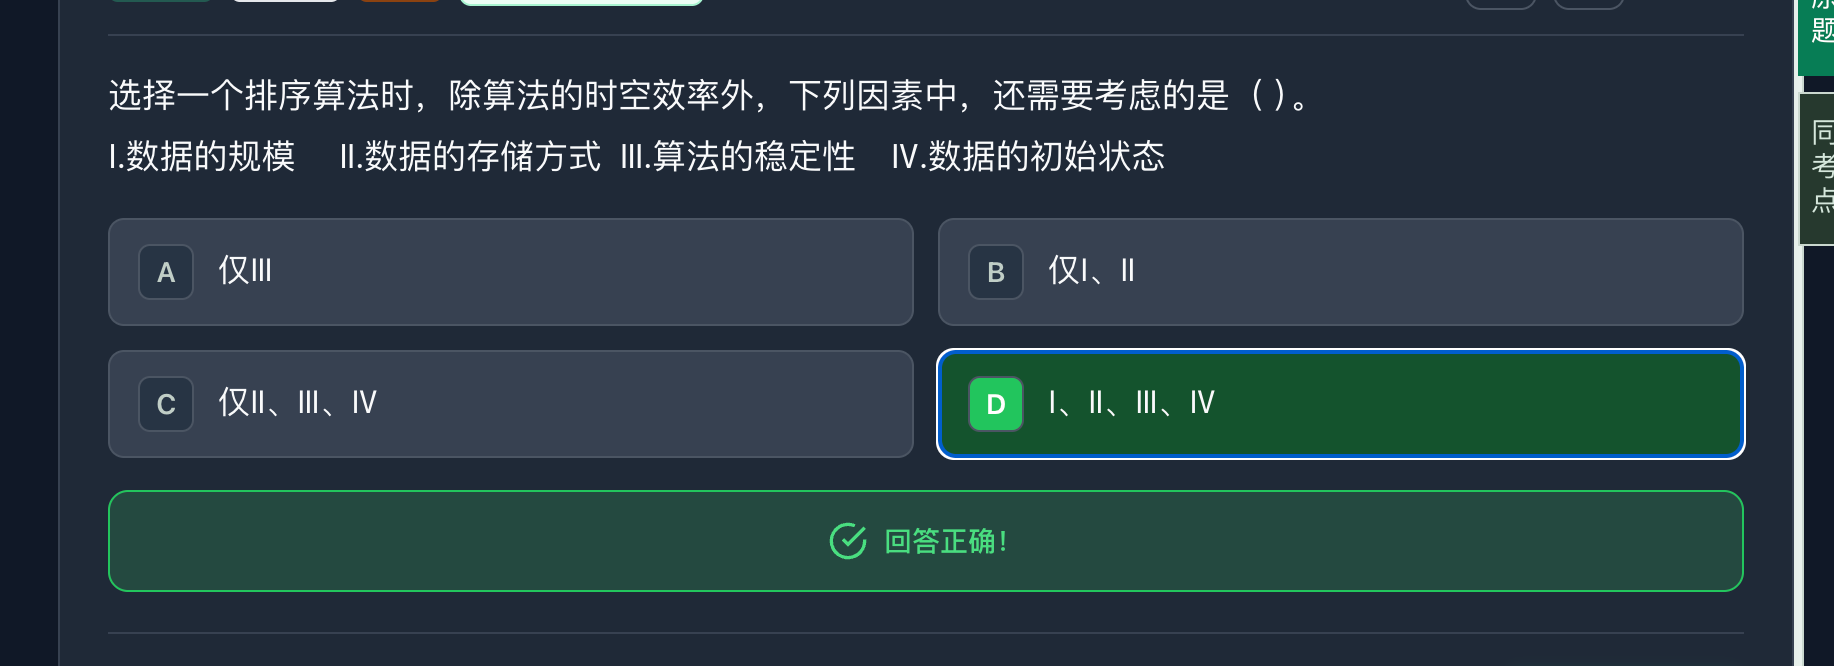 选择一个排序算法时，除算法的时空效率外，下列因素中，还需要考虑的是（ ）。
Ⅰ.数据的规模 Ⅱ.数据的存储方式 Ⅲ.算法的稳定性 Ⅳ.数据的初始状态
A 仅Ⅲ
B 仅Ⅰ、Ⅱ
C 仅Ⅱ、Ⅲ、Ⅳ
D Ⅰ、Ⅱ、Ⅲ、Ⅳ
回答正确！
题
同
考
点